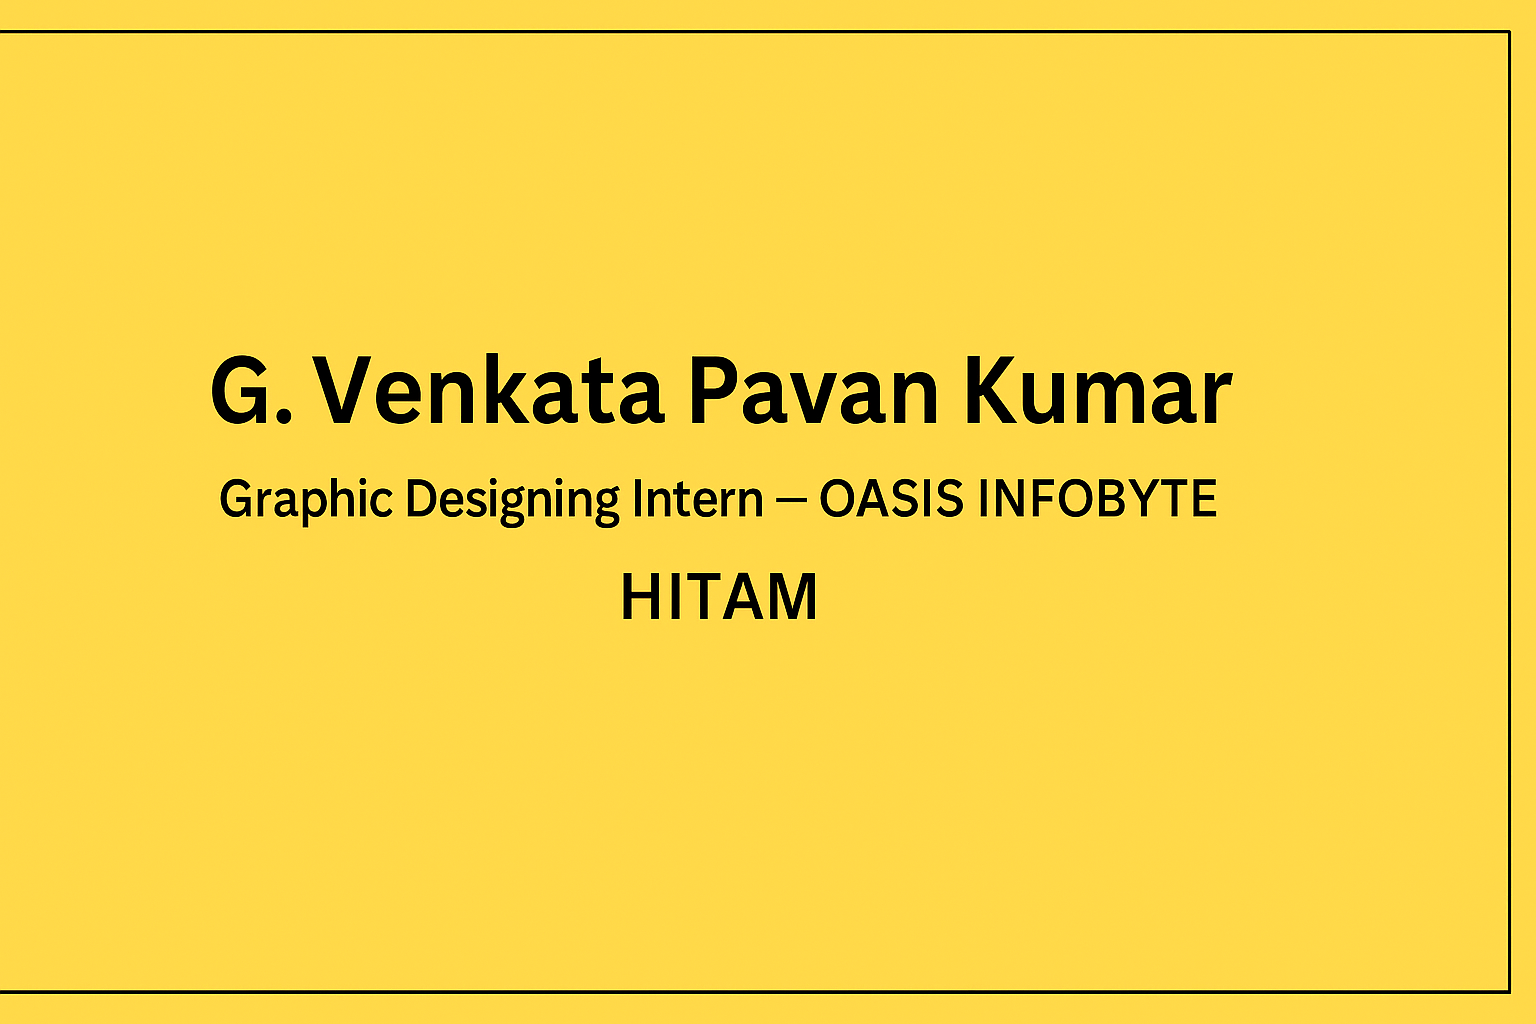 G. Venkata Pavan Kumar
Graphic Designing Intern – OASIS INFOBYTE
HITAM